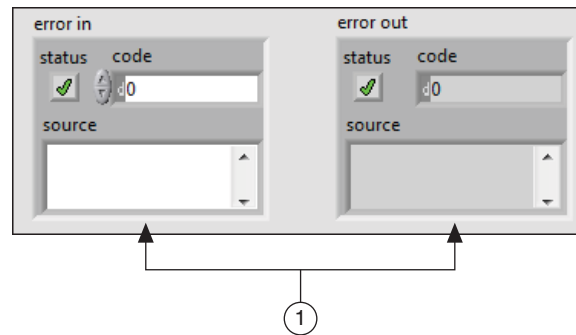 error in
status code
d0
source
error out
status code
d0
source
1